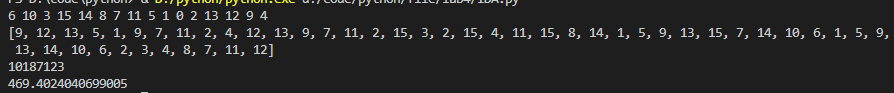 PS D:\code\python> & D:/python/python.exe d:/code/python/file/lab4/IDA.py
6 10 3 15 14 8 7 11 5 1 0 2 13 12 9 4
[9, 12, 13, 5, 1, 9, 7, 11, 2, 4, 12, 13, 9, 7, 11, 2, 15, 3, 2, 15, 4, 11, 15, 8, 14, 1, 5, 9, 13, 15, 7, 14, 10, 6, 1, 5, 9,
13, 14, 10, 6, 2, 3, 4, 8, 7, 11, 12]
10187123
469.4024040699005